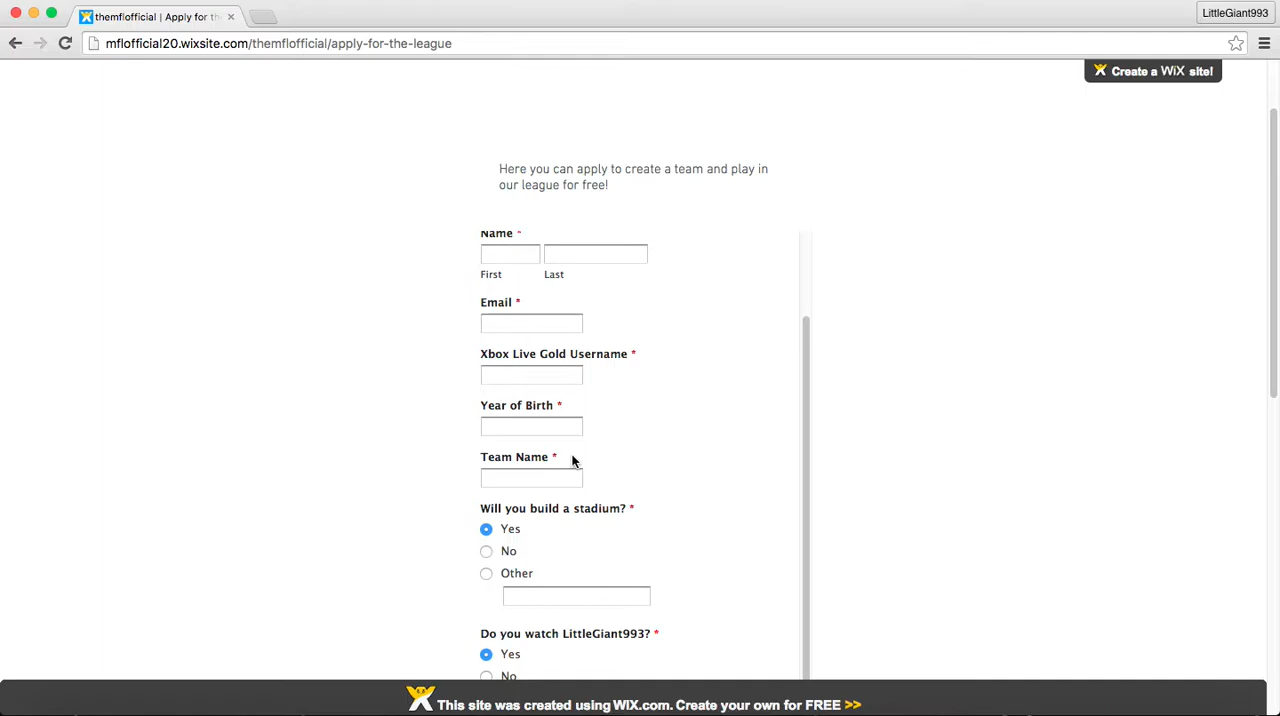 themflofficial | Apply for th
LittleGiant993
mflofficial20.wixsite.com/themflofficial/apply-for-the-league
Create a WiX site!
Here you can apply to create a team and play in
our league for free!
Name *
First Last
Email *
Xbox Live Gold Username *
Year of Birth *
Team Name *
Will you build a stadium? *
Yes
No
Other
Do you watch LittleGiant993? *
Yes
No
This site was created using WIX.com. Create your own for FREE >>